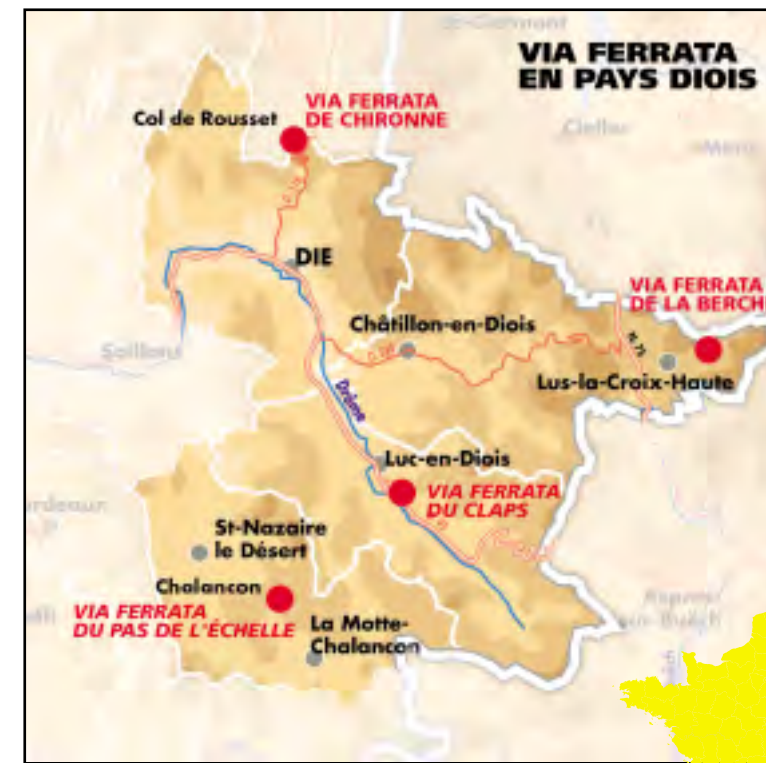 VIA FERRATA
EN PAYS DIOIS
VIA FERRATA
DE CHIRONNE
Col de Rousset
DIE
VIA FERRATA
DE LA BERCH
Châtillon-en-Diois
N 75
Lus-la-Croix-Haute
Saillans
Drôme
Luc-en-Diois
VIA FERRATA
DU CLAPS
St-Nazaire
le Désert
Chalancon
VIA FERRATA
DU PAS DE L'ÉCHELLE
La Motte-
Chalancon